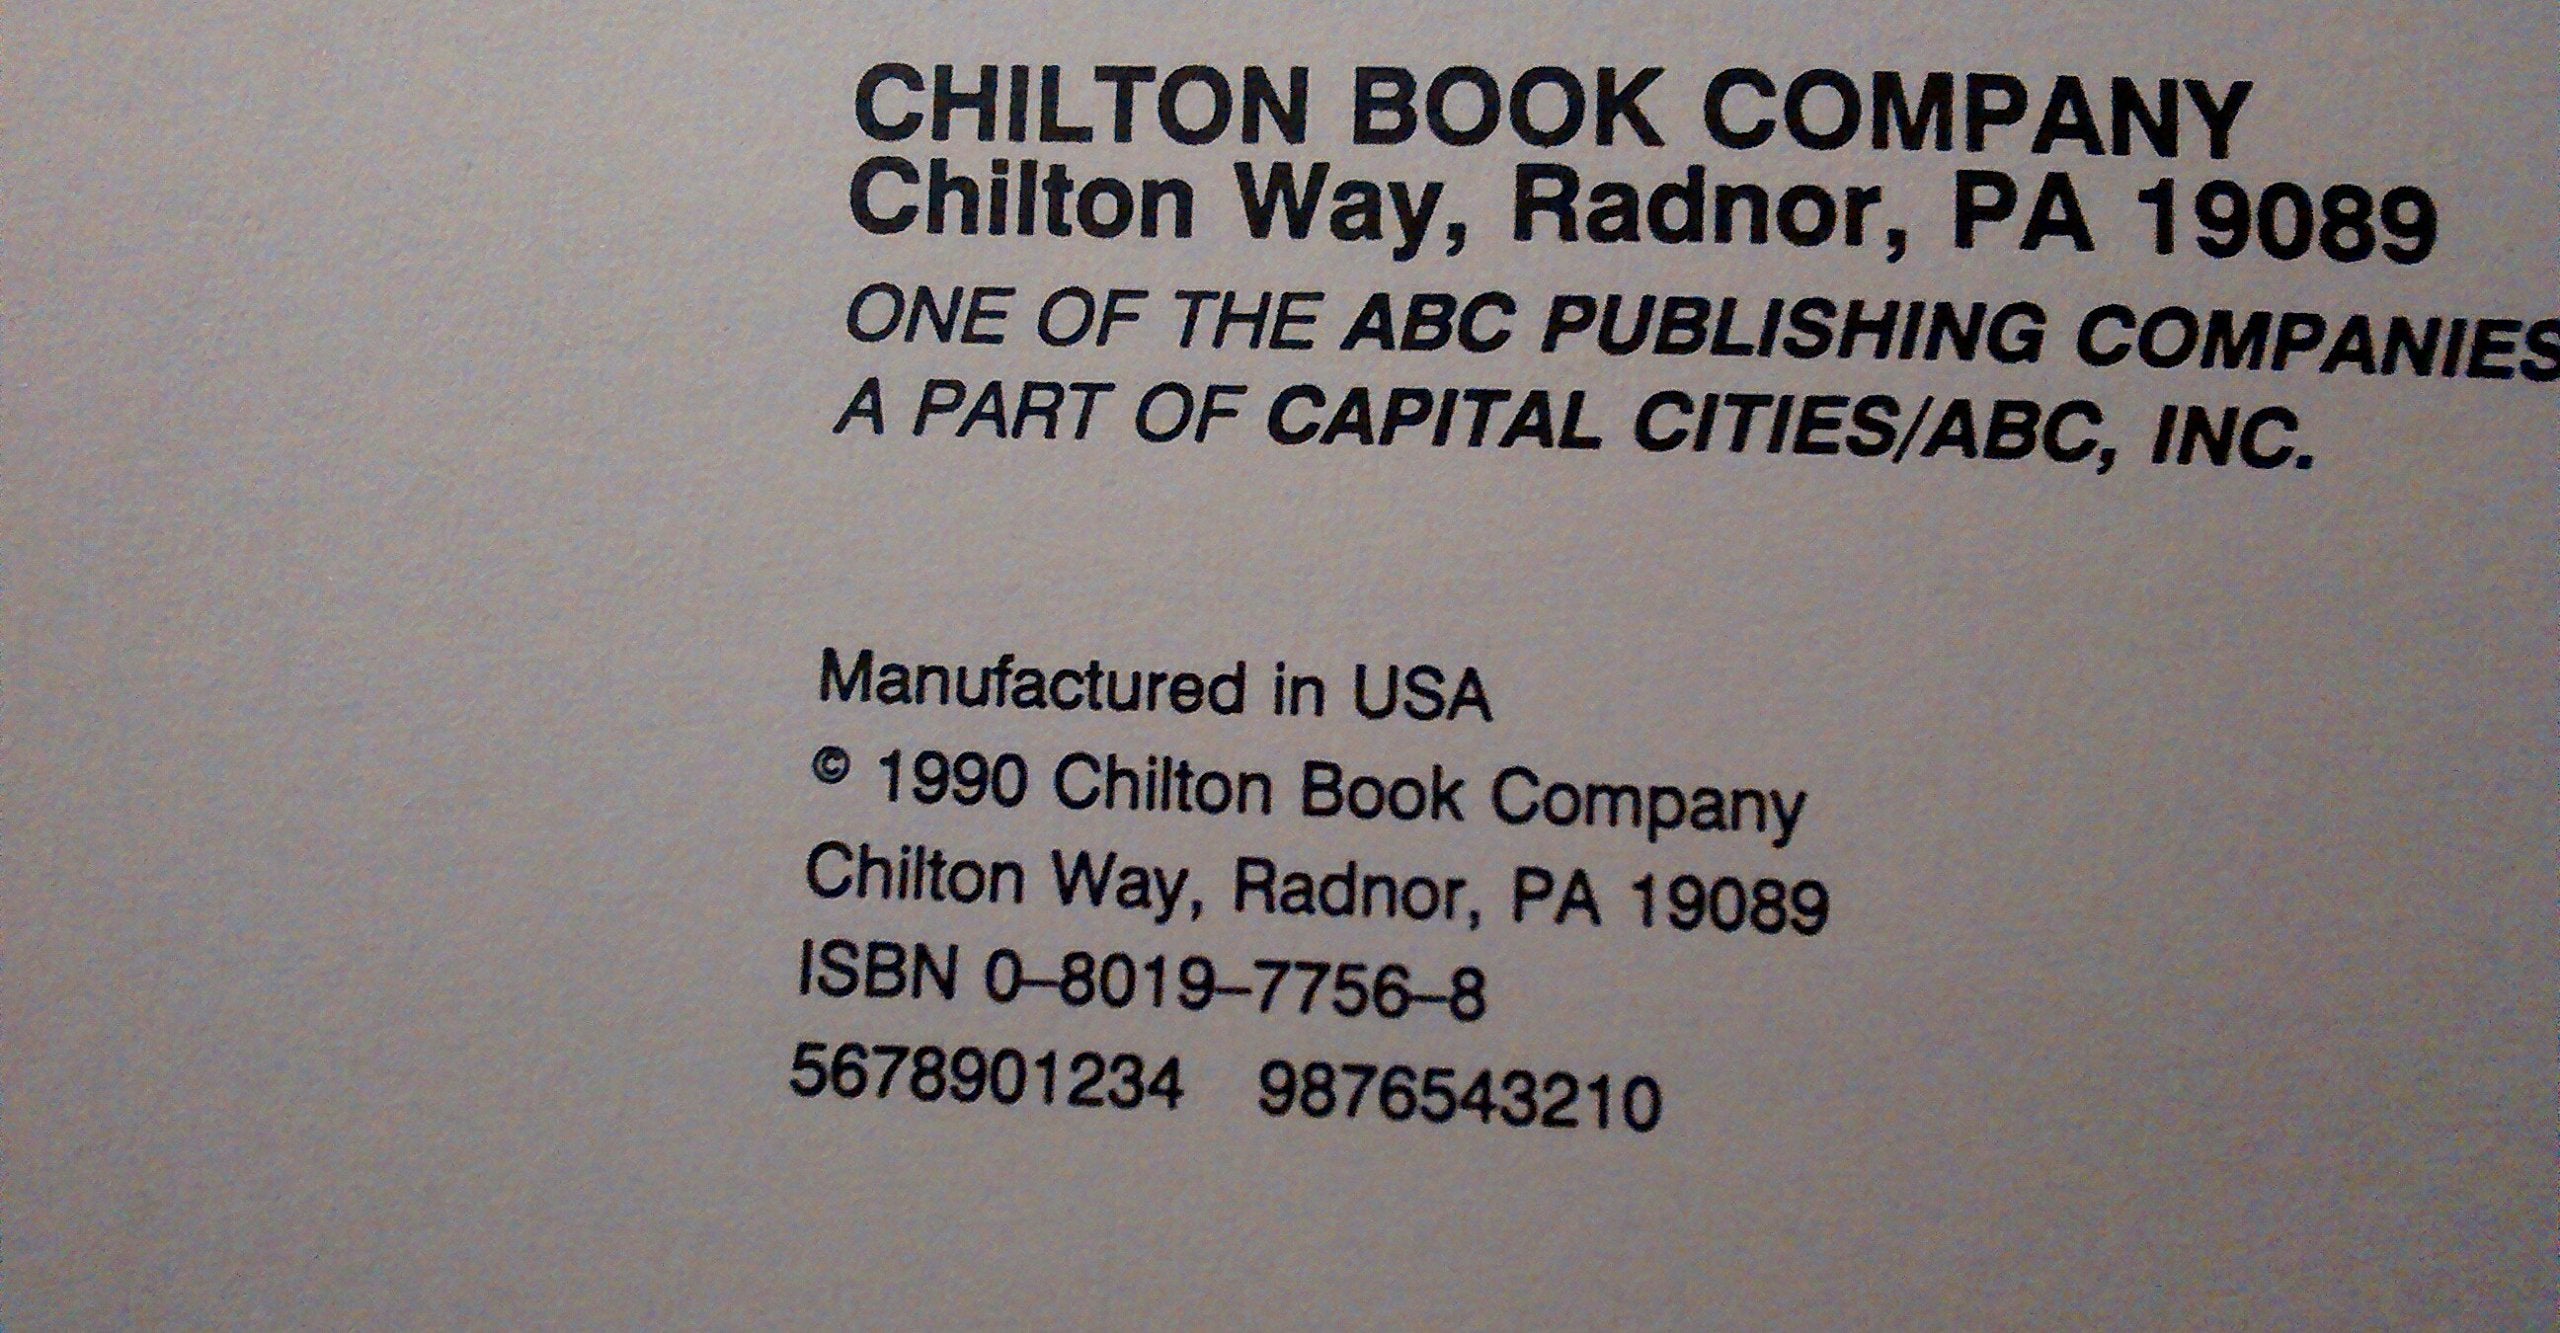 CHILTON BOOK COMPANY
Chilton Way, Radnor, PA 19089
ONE OF THE ABC PUBLISHING COMPANIES
A PART OF CAPITAL CITIES/ABC, INC.
Manufactured in USA
© 1990 Chilton Book Company
Chilton Way, Radnor, PA 19089
ISBN 0–8019–7756–8
5678901234 9876543210